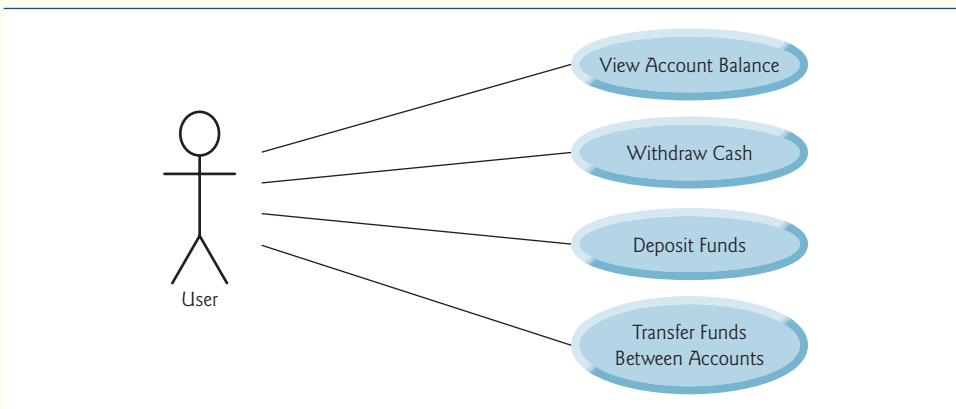 View Account Balance
Withdraw Cash
Deposit Funds
User
Transfer Funds
Between Accounts